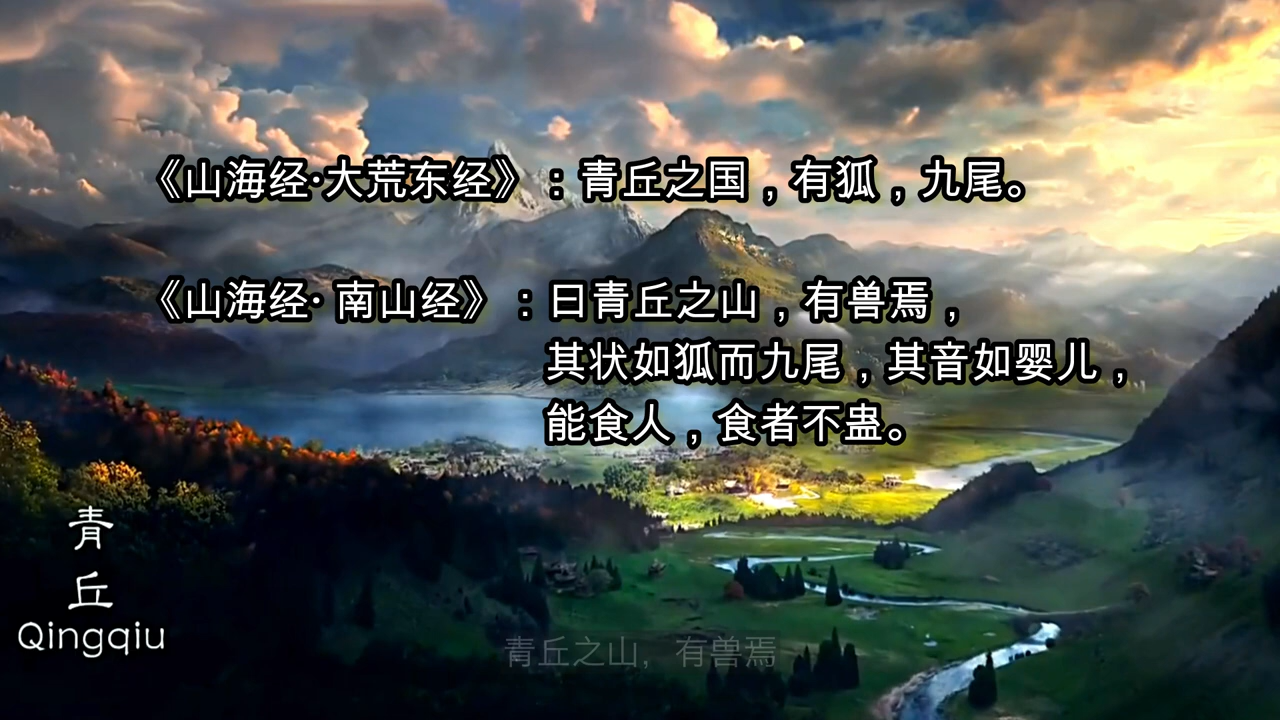 《山海经·大荒东经》：青丘之国，有狐，九尾。
《山海经· 南山经》：曰青丘之山，有兽焉，
其状如狐而九尾，其音如婴儿，
能食人，食者不蛊。
青
丘
Qingqiu
青丘之山，有兽焉